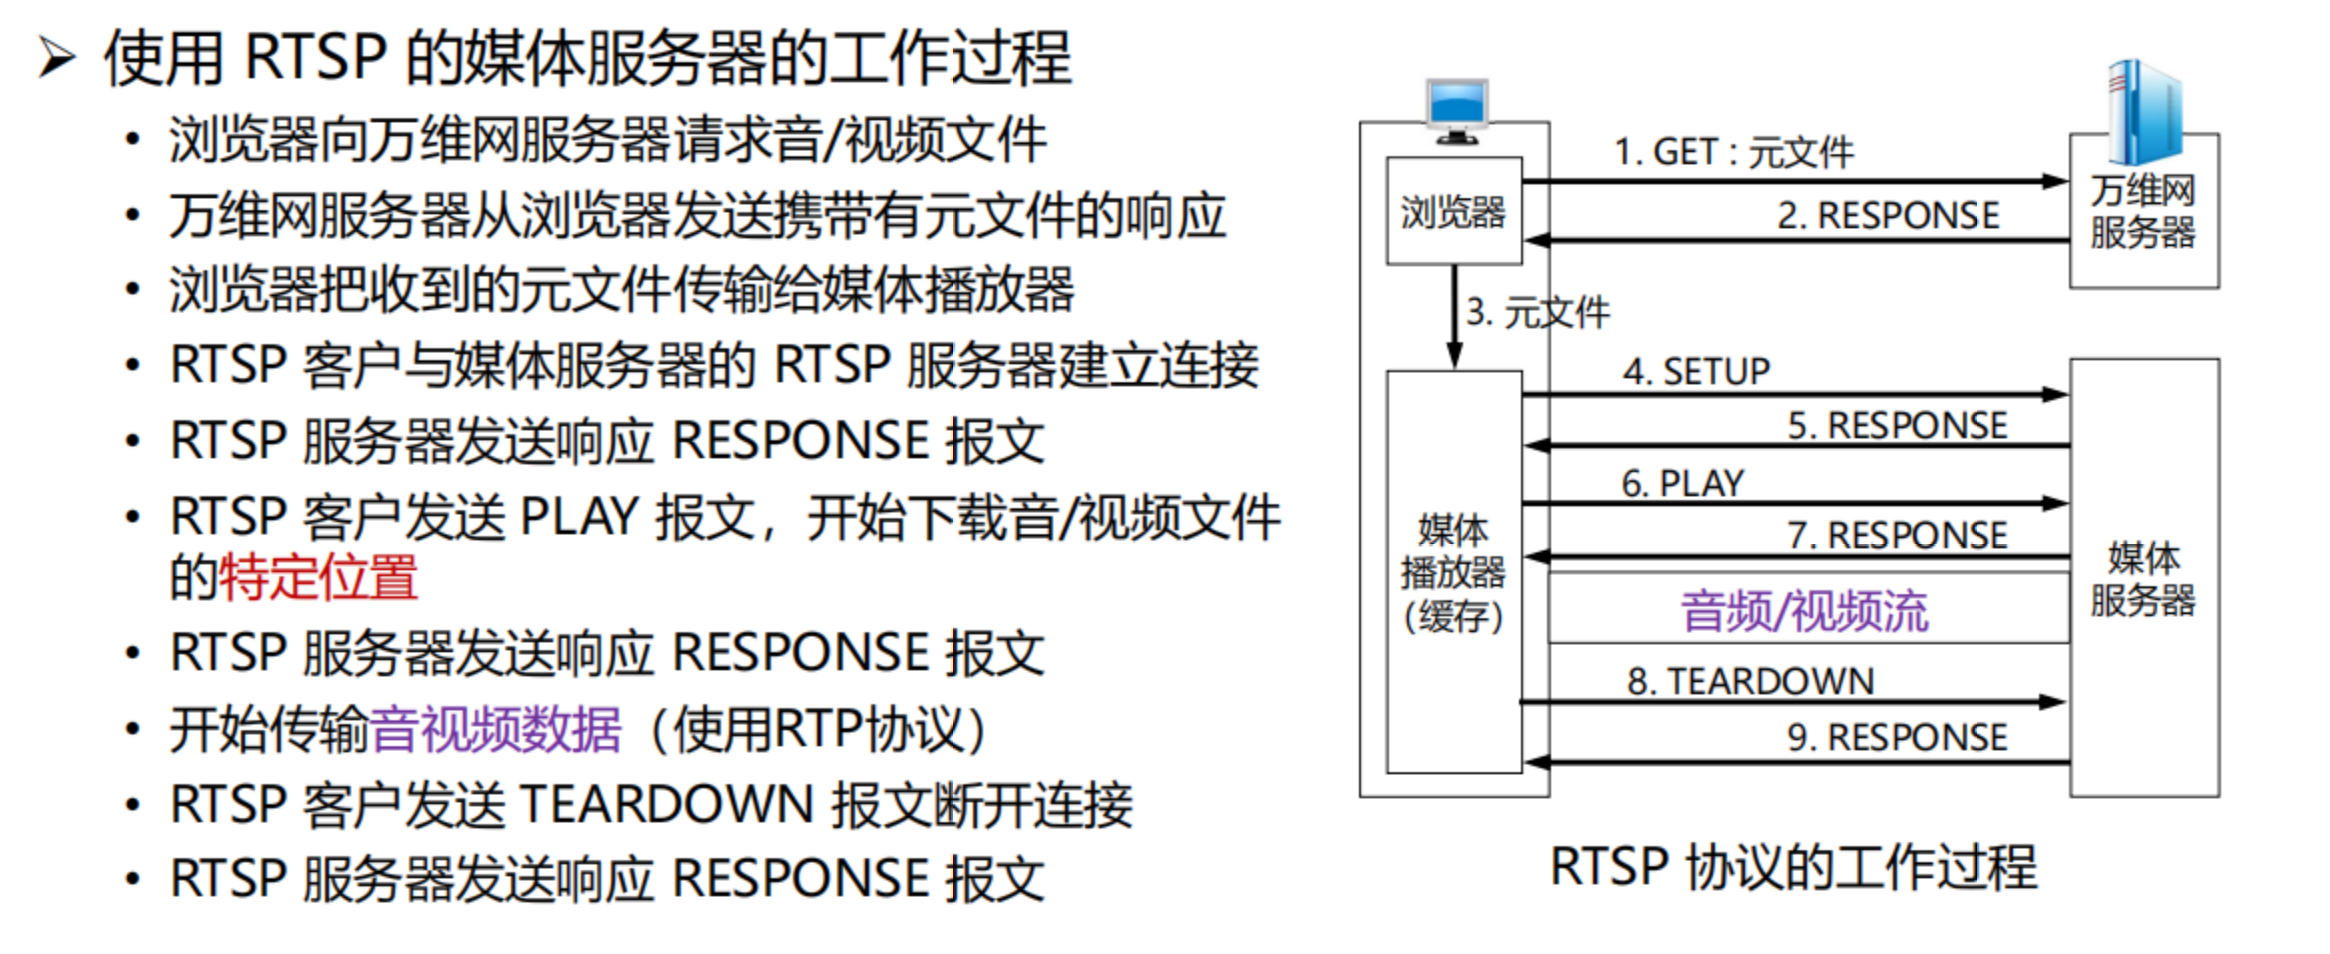 ➢ 使用 RTSP 的媒体服务器的工作过程
• 浏览器向万维网服务器请求音/视频文件
• 万维网服务器从浏览器发送携带有元文件的响应
• 浏览器把收到的元文件传输给媒体播放器
• RTSP 客户与媒体服务器的 RTSP 服务器建立连接
• RTSP 服务器发送响应 RESPONSE 报文
• RTSP 客户发送 PLAY 报文，开始下载音/视频文件
的特定位置
• RTSP 服务器发送响应 RESPONSE 报文
• 开始传输音视频数据（使用RTP协议）
• RTSP 客户发送 TEARDOWN 报文断开连接
• RTSP 服务器发送响应 RESPONSE 报文
浏览器
1. GET : 元文件
2. RESPONSE
万维网
服务器
3. 元文件
4. SETUP
5. RESPONSE
6. PLAY
7. RESPONSE
媒体
播放器
（缓存）
音频/视频流
媒体
服务器
8. TEARDOWN
9. RESPONSE
RTSP 协议的工作过程